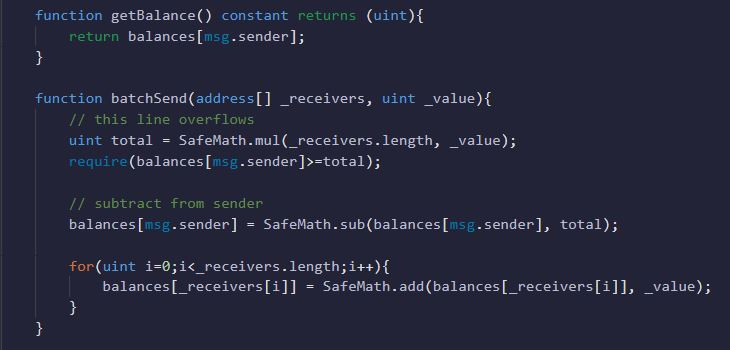 function getBalance() constant returns (uint){
return balances[msg.sender];
}
function batchSend(address[] _receivers, uint _value){
// this line overflows
uint total = SafeMath.mul(_receivers.length, _value);
require(balances[msg.sender]>=total);
// subtract from sender
balances[msg.sender] = SafeMath.sub(balances[msg.sender], total);
for(uint i=0;i<_receivers.length;i++){
balances[_receivers[i]] = SafeMath.add(balances[_receivers[i]], _value);
}
}